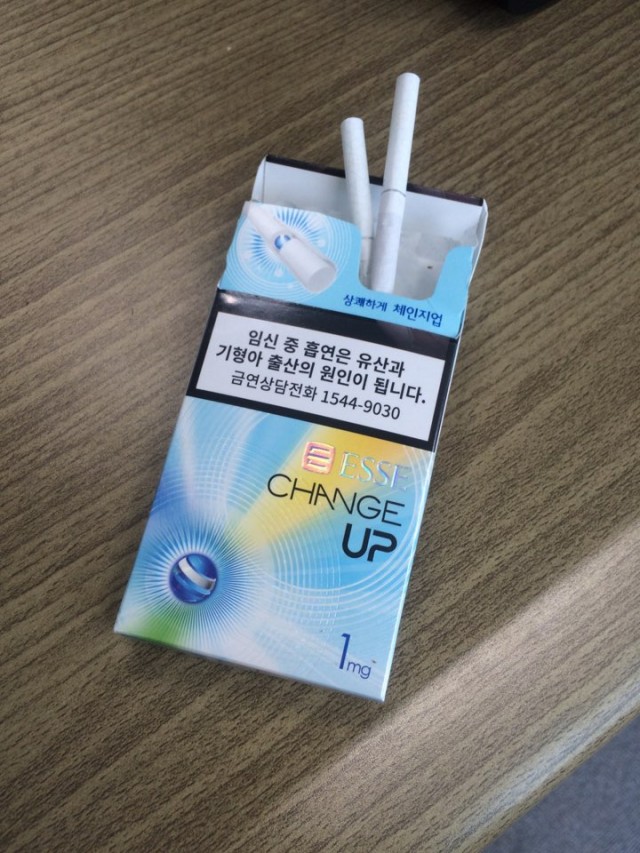 상쾌하게 체인지업
임신 중 흡연은 유산과
기형아 출산의 원인이 됩니다.
금연상담전화 1544-9030
ESSE
CHANGE
UP
1mg